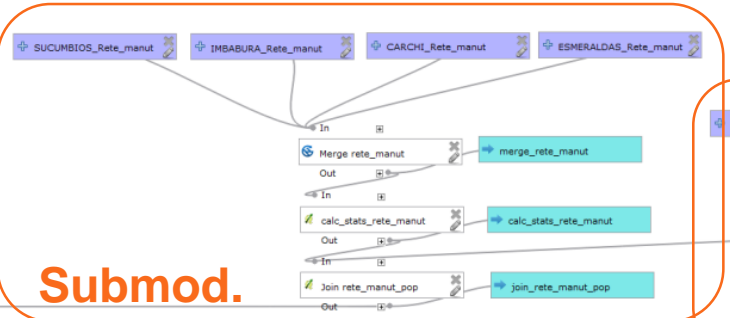 SUCUMBIOS_Rete_manut
IMBABURA_Rete_manut
CARCHI_Rete_manut
ESMERALDAS_Rete_manut
In
Merge rete_manut
merge_rete_manut
Out
In
calc_stats_rete_manut
calc_stats_rete_manut
Out
In
Join rete_manut_pop
join_rete_manut_pop
Out
Submod.